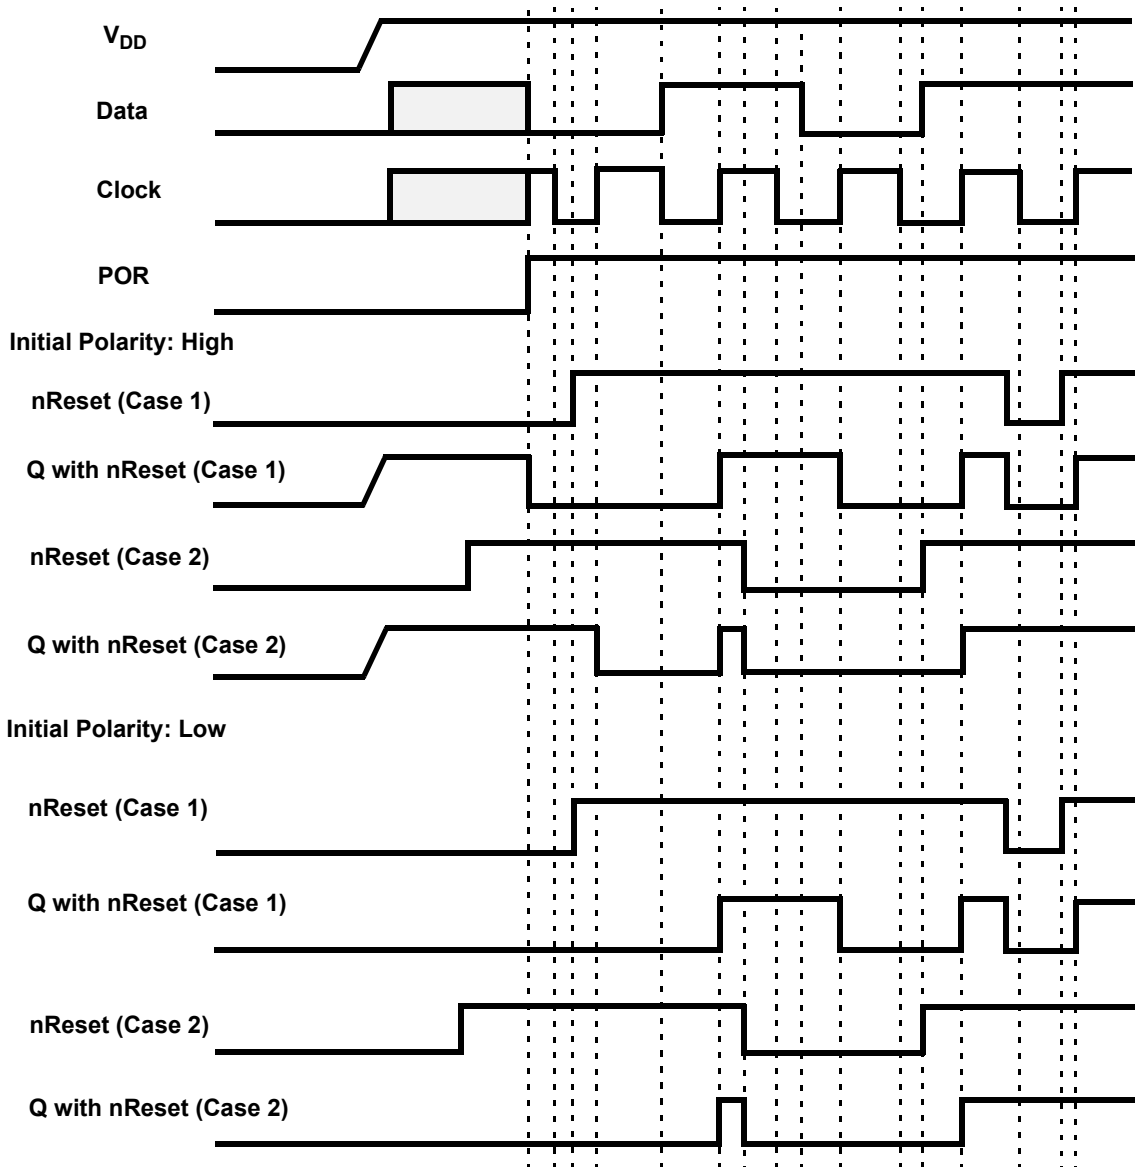 VDD
Data
Clock
POR
Initial Polarity: High
nReset (Case 1)
Q with nReset (Case 1)
nReset (Case 2)
Q with nReset (Case 2)
Initial Polarity: Low
nReset (Case 1)
Q with nReset (Case 1)
nReset (Case 2)
Q with nReset (Case 2)